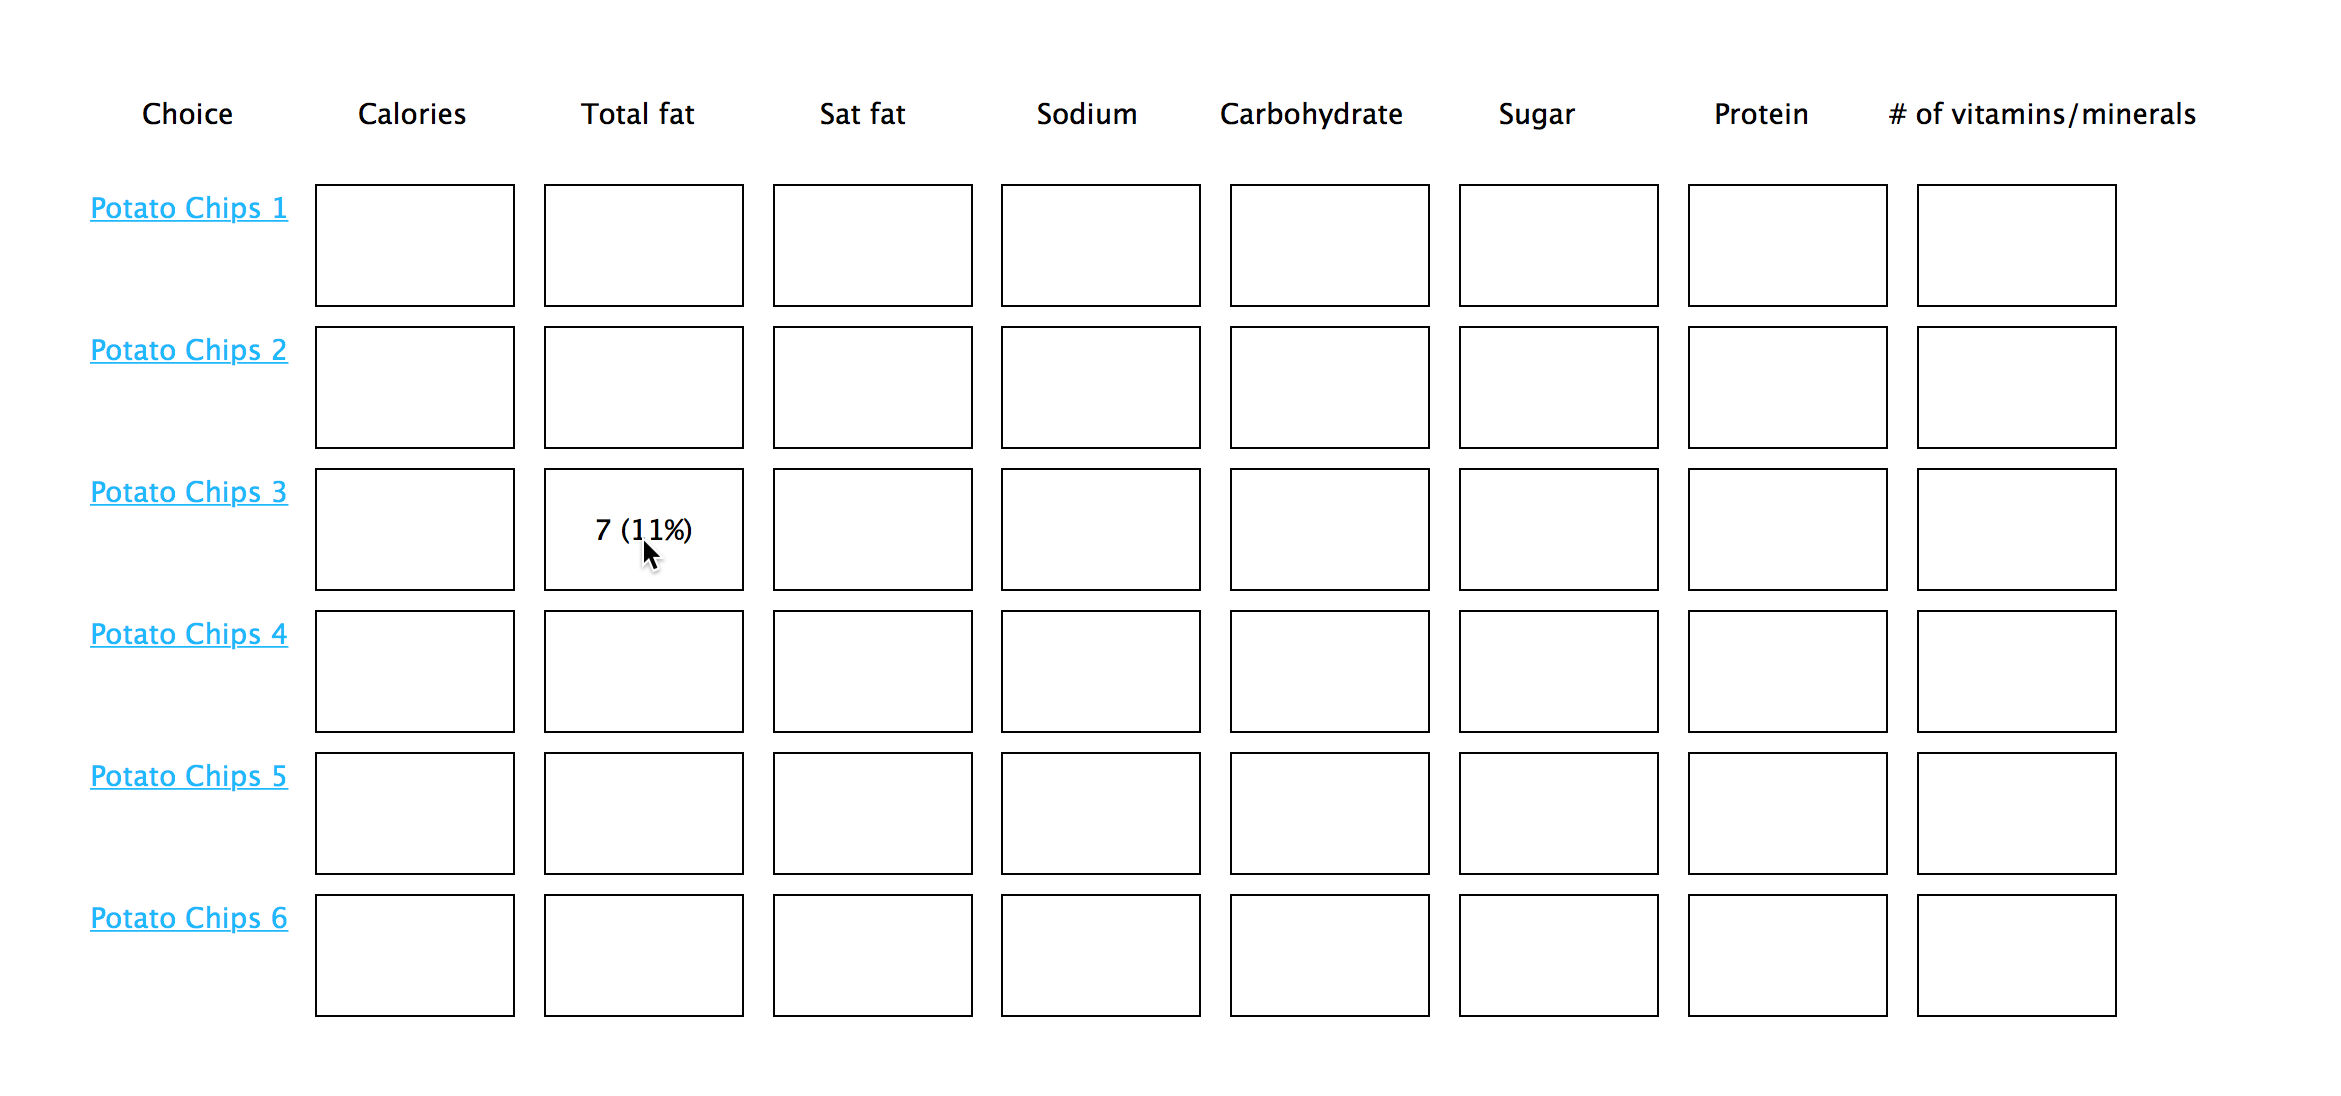 Choice Calories Total fat Sat fat Sodium Carbohydrate Sugar Protein # of vitamins/minerals
Potato Chips 1
Potato Chips 2
Potato Chips 3
7 (11%)
Potato Chips 4
Potato Chips 5
Potato Chips 6